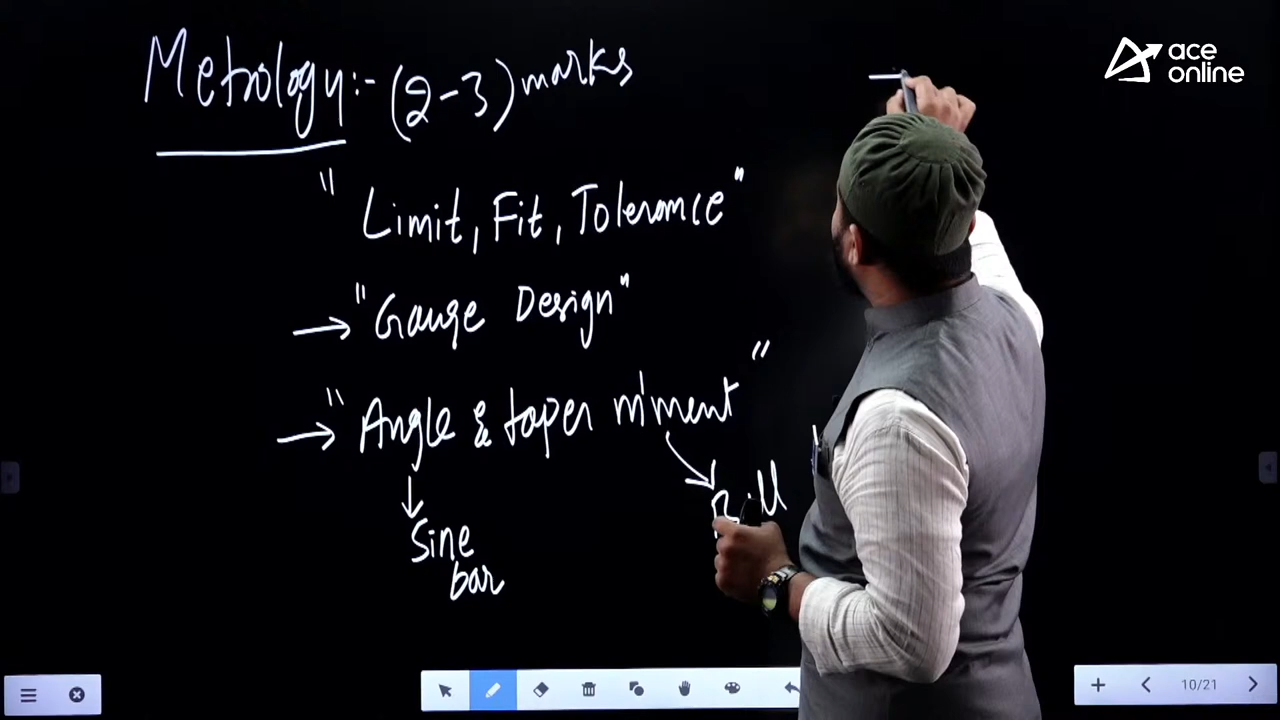 Metrology:- (2-3) marks
"Limit, Fit, Tolerance"
→ "Gauge Design"
→ "Angle & taper m'ment"
Sine
bar
ace
online
10/21